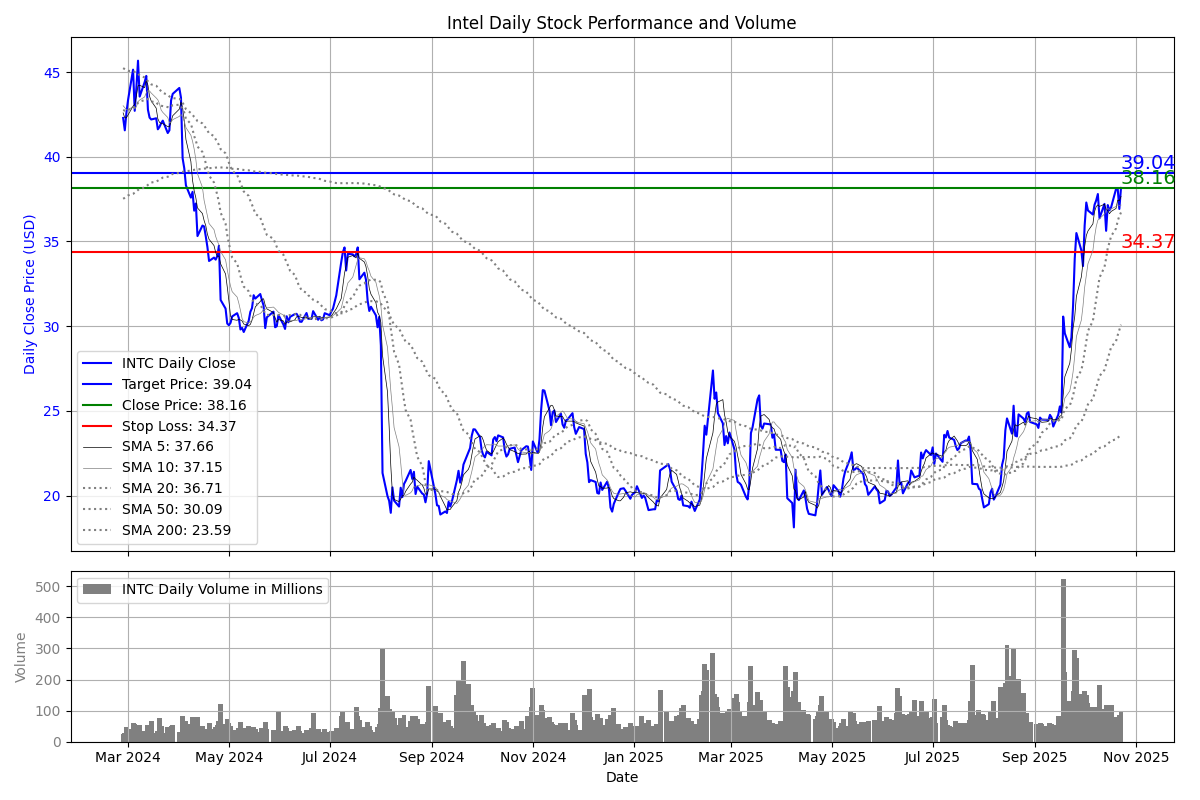 Intel Daily Stock Performance and Volume
Daily Close Price (USD)
45
40
35
30
25
20
39.04
38.16
34.37
INTC Daily Close
Target Price: 39.04
Close Price: 38.16
Stop Loss: 34.37
SMA 5: 37.66
SMA 10: 37.15
SMA 20: 36.71
SMA 50: 30.09
SMA 200: 23.59
Volume
500
400
300
200
100
0
INTC Daily Volume in Millions
Mar 2024 May 2024 Jul 2024 Sep 2024 Nov 2024 Jan 2025 Mar 2025 May 2025 Jul 2025 Sep 2025 Nov 2025
Date